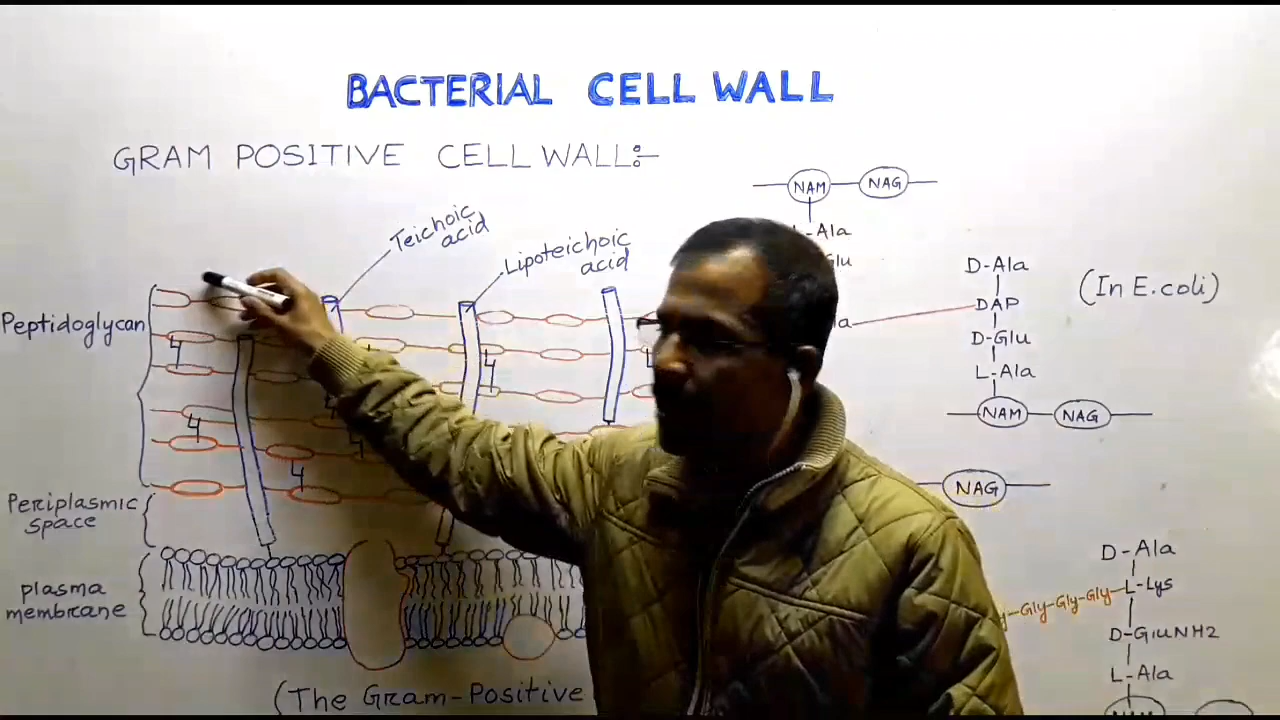 BACTERIAL CELL WALL
GRAM POSITIVE CELL WALL:-
Teichoic
acid
Lipoteichoic
acid
Peptidoglycan
Periplasmic
space
plasma
membrane
(The Gram-Positive
NAM NAG
Ala
D-Ala
DAP
D-Glu
L-Ala
NAM NAG
(In E.coli)
NAG
D-Ala
Gly-Gly-Gly-L-Lys
D-GluNH2
L-Ala